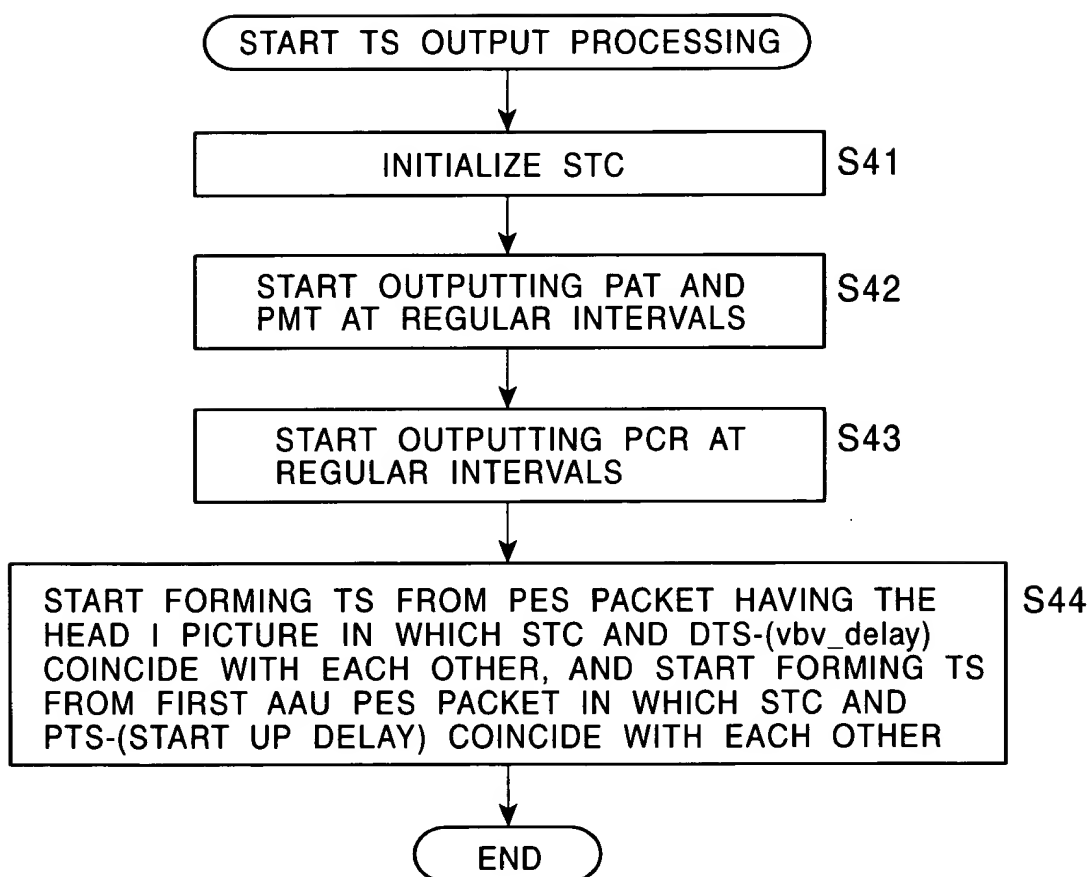 START TS OUTPUT PROCESSING
INITIALIZE STC
S41
START OUTPUTTING PAT AND
PMT AT REGULAR INTERVALS
S42
START OUTPUTTING PCR AT
REGULAR INTERVALS
S43
START FORMING TS FROM PES PACKET HAVING THE
HEAD I PICTURE IN WHICH STC AND DTS-(vbv_delay)
COINCIDE WITH EACH OTHER, AND START FORMING TS
FROM FIRST AAU PES PACKET IN WHICH STC AND
PTS-(START UP DELAY) COINCIDE WITH EACH OTHER
S44
END